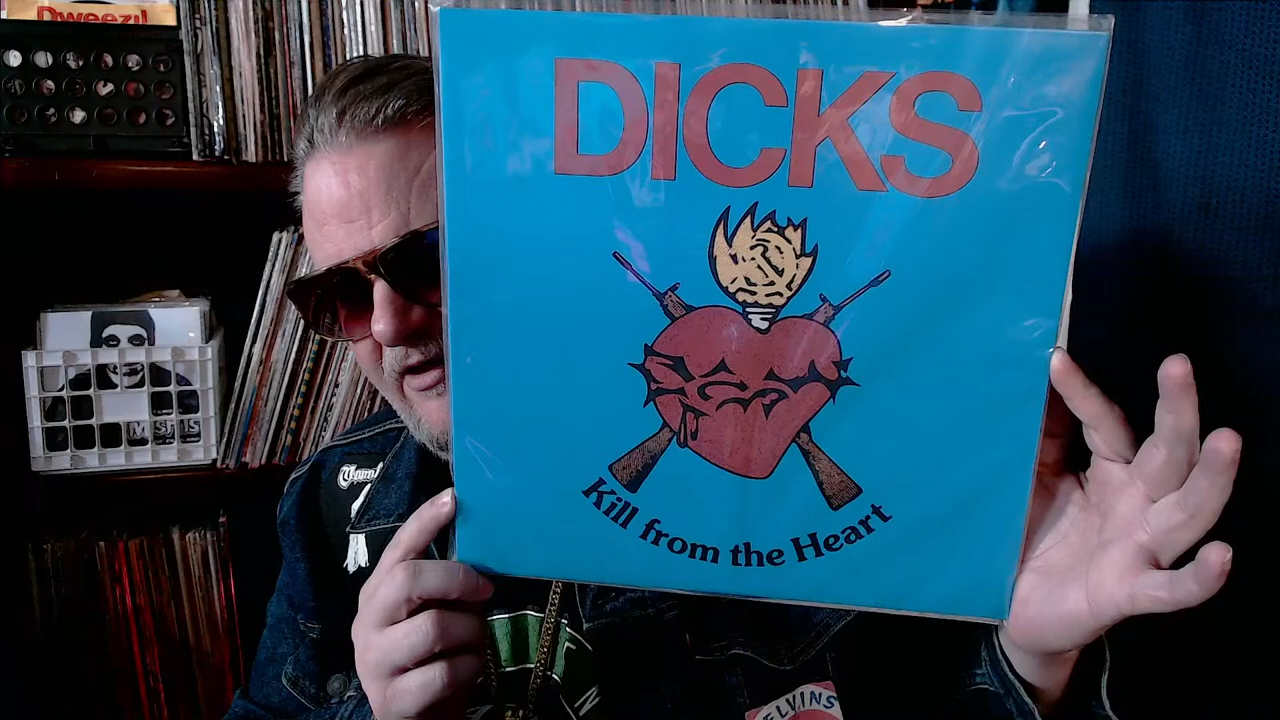 Dweezil
DICKS
Kill from the Heart
MISFITS
MELVINS